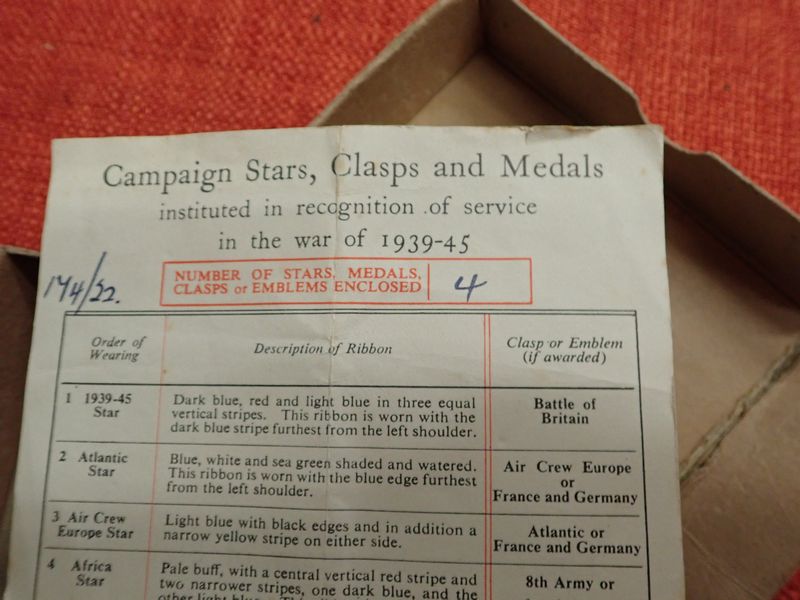 Campaign Stars, Clasps and Medals
instituted in recognition of service
in the war of 1939-45
174/22.
NUMBER OF STARS, MEDALS,
CLASPS or EMBLEMS ENCLOSED
4
Order of
Wearing
Description of Ribbon
Clasp or Emblem
(if awarded)
1 1939-45
Star
Dark blue, red and light blue in three equal
vertical stripes. This ribbon is worn with the
dark blue stripe furthest from the left shoulder.
Battle of
Britain
2 Atlantic
Star
Blue, white and sea green shaded and watered.
This ribbon is worn with the blue edge furthest
from the left shoulder.
Air Crew Europe
or
France and Germany
3 Air Crew
Europe Star
Light blue with black edges and in addition a
narrow yellow stripe on either side.
Atlantic or
France and Germany
4 Africa
Star
Pale buff, with a central vertical red stripe and
two narrower stripes, one dark blue, and the
other light
8th Army or